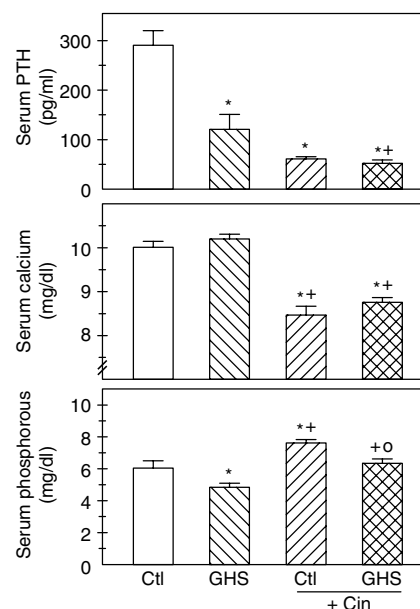 Serum PTH
(pg/ml)
300
200
100
0
*
*
*+
Serum calcium
(mg/dl)
10
9
8
*+
*+
Serum phosphorous
(mg/dl)
10
8
6
4
2
0
*
*+
+o
Ctl GHS Ctl GHS
+ Cin